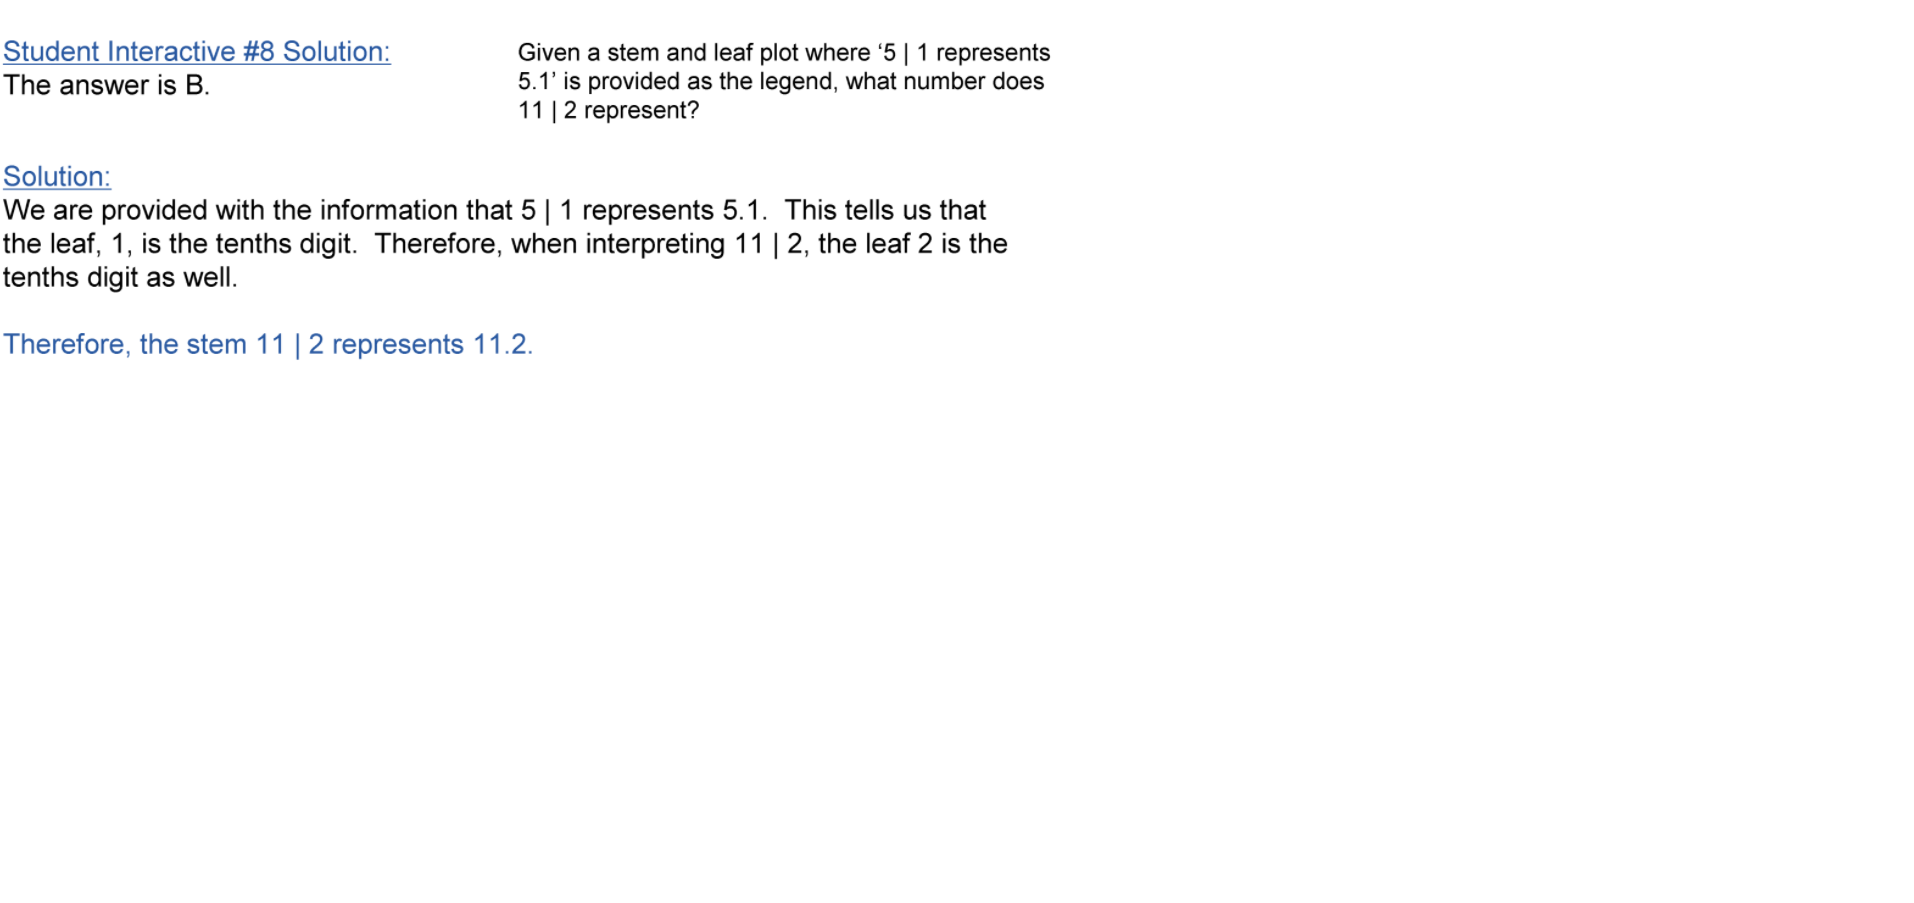 Student Interactive #8 Solution:
The answer is B.
Given a stem and leaf plot where ‘5 | 1 represents
5.1’ is provided as the legend, what number does
11 | 2 represent?
Solution:
We are provided with the information that 5 | 1 represents 5.1.  This tells us that
the leaf, 1, is the tenths digit.  Therefore, when interpreting 11 | 2, the leaf 2 is the
tenths digit as well.
Therefore, the stem 11 | 2 represents 11.2.